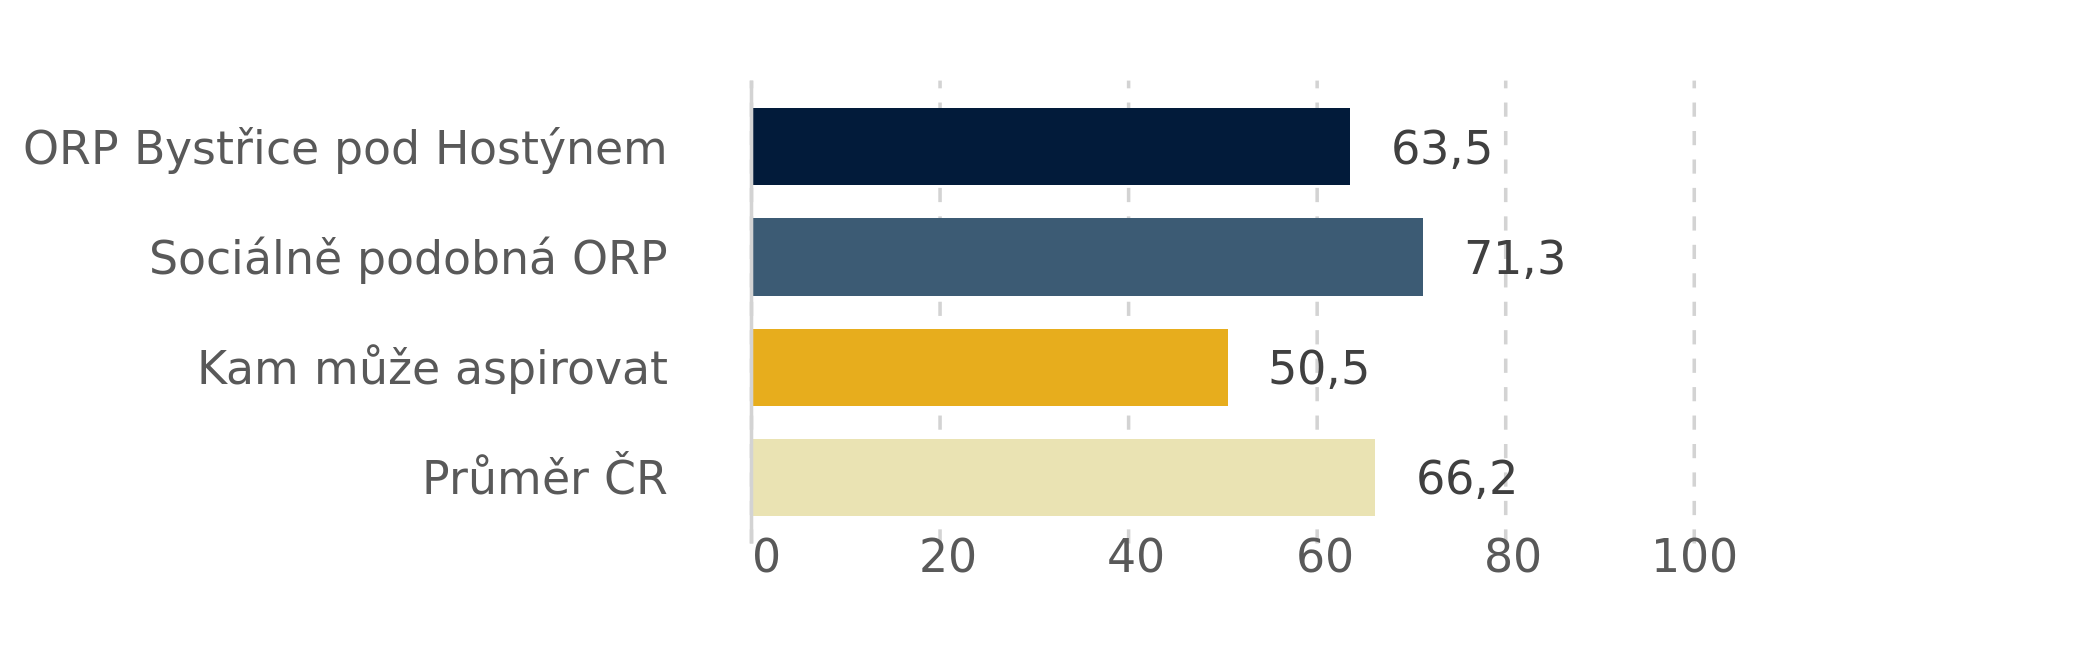 ORP Bystřice pod Hostýnem 63,5
Sociálně podobná ORP 71,3
Kam může aspirovat 50,5
Průměr ČR 66,2
0 20 40 60 80 100